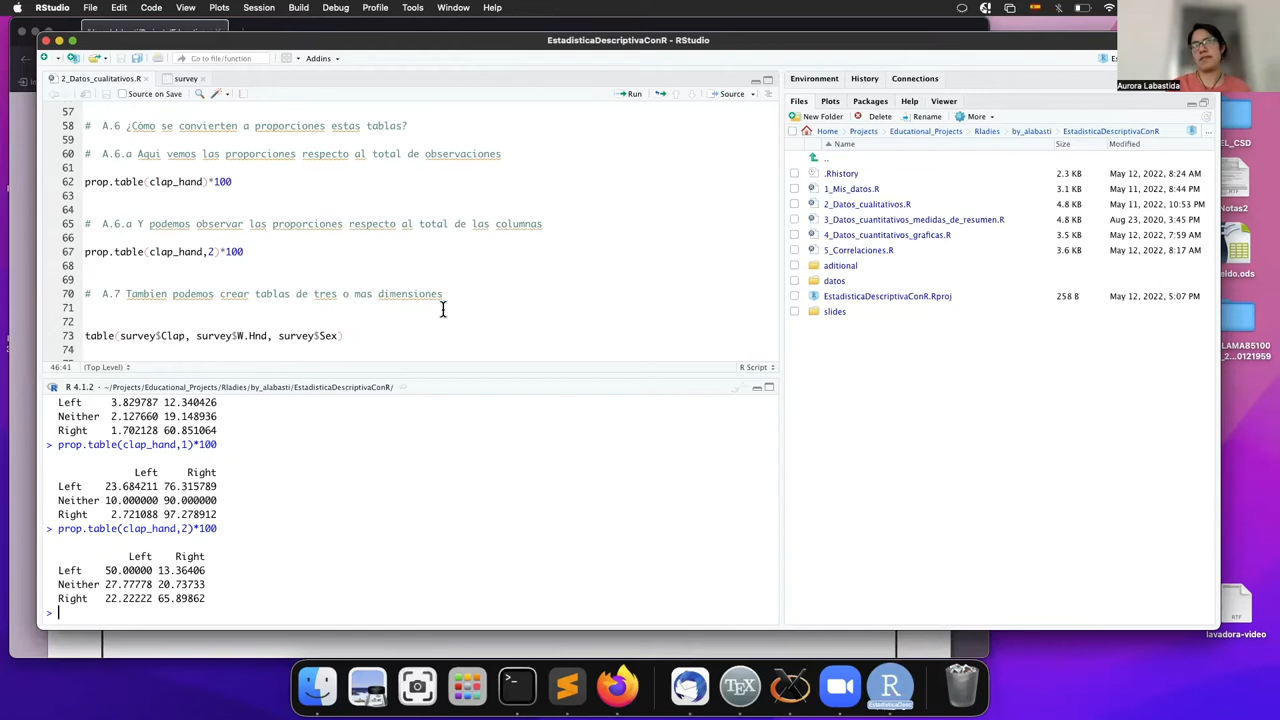 RStudio File Edit Code View Plots Session Build Debug Profile Tools Window Help
EstadisticaDescriptivaConR - RStudio
Go to file/function Addins
2_Datos_cualitativos.R survey
Source on Save Run Source
57
58 # A.6 ¿Cómo se convierten a proporciones estas tablas?
59
60 # A.6.a Aqui vemos las proporciones respecto al total de observaciones
61
62 prop.table(clap_hand)*100
63
64
65 # A.6.a Y podemos observar las proporciones respecto al total de las columnas
66
67 prop.table(clap_hand,2)*100
68
69
70 # A.7 Tambien podemos crear tablas de tres o mas dimensiones
71
72
73 table(survey$Clap, survey$W.Hnd, survey$Sex)
74
46:41 (Top Level) R Script
R 4.1.2 · ~/Projects/Educational_Projects/Rladies/by_alabasti/EstadisticaDescriptivaConR/
Left 3.829787 12.340426
Neither 2.127660 19.148936
Right 1.702128 60.851064
> prop.table(clap_hand,1)*100
Left Right
Left 23.684211 76.315789
Neither 10.000000 90.000000
Right 2.721088 97.278912
> prop.table(clap_hand,2)*100
Left Right
Left 50.00000 13.36406
Neither 27.77778 20.73733
Right 22.22222 65.89862
>
Environment History Connections
Files Plots Packages Help Viewer
New Folder Delete Rename More
Home Projects Educational_Projects Rladies by_alabasti EstadisticaDescriptivaConR ...
Name Size Modified
..
.Rhistory 2.3 KB May 12, 2022, 8:24 AM
1_Mis_datos.R 3.1 KB May 11, 2022, 8:44 PM
2_Datos_cualitativos.R 4.8 KB May 11, 2022, 10:53 PM
3_Datos_cuantitativos_medidas_de_resumen.R 4.8 KB Aug 23, 2020, 3:45 PM
4_Datos_cuantitativos_graficas.R 3.5 KB May 12, 2022, 7:59 AM
5_Correlaciones.R 3.6 KB May 12, 2022, 8:17 AM
aditional
datos
EstadisticaDescriptivaConR.Rproj 258 B May 12, 2022, 5:07 PM
slides
Aurora Labastida
EL_CSD
Notas2
eldo.ods
LAMA85100
_2...0121959
RTF
lavadora-video
TEX
R
EstadisticaDesc